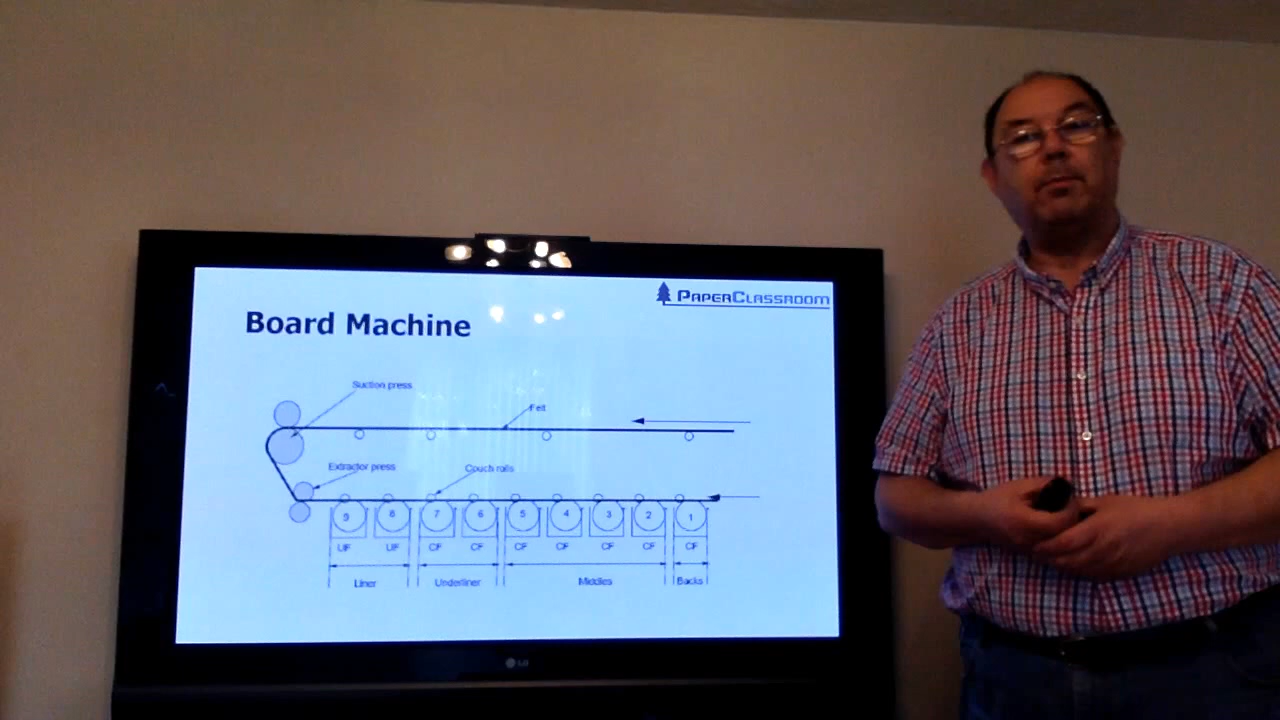 PAPERCLASSROOM
Board Machine
Suction press
Felt
Extractor press
Couch rolls
9 8 7 6 5 4 3 2 1
UF UF CF CF CF CF CF CF CF
Liner Underliner Middles Backs
LG